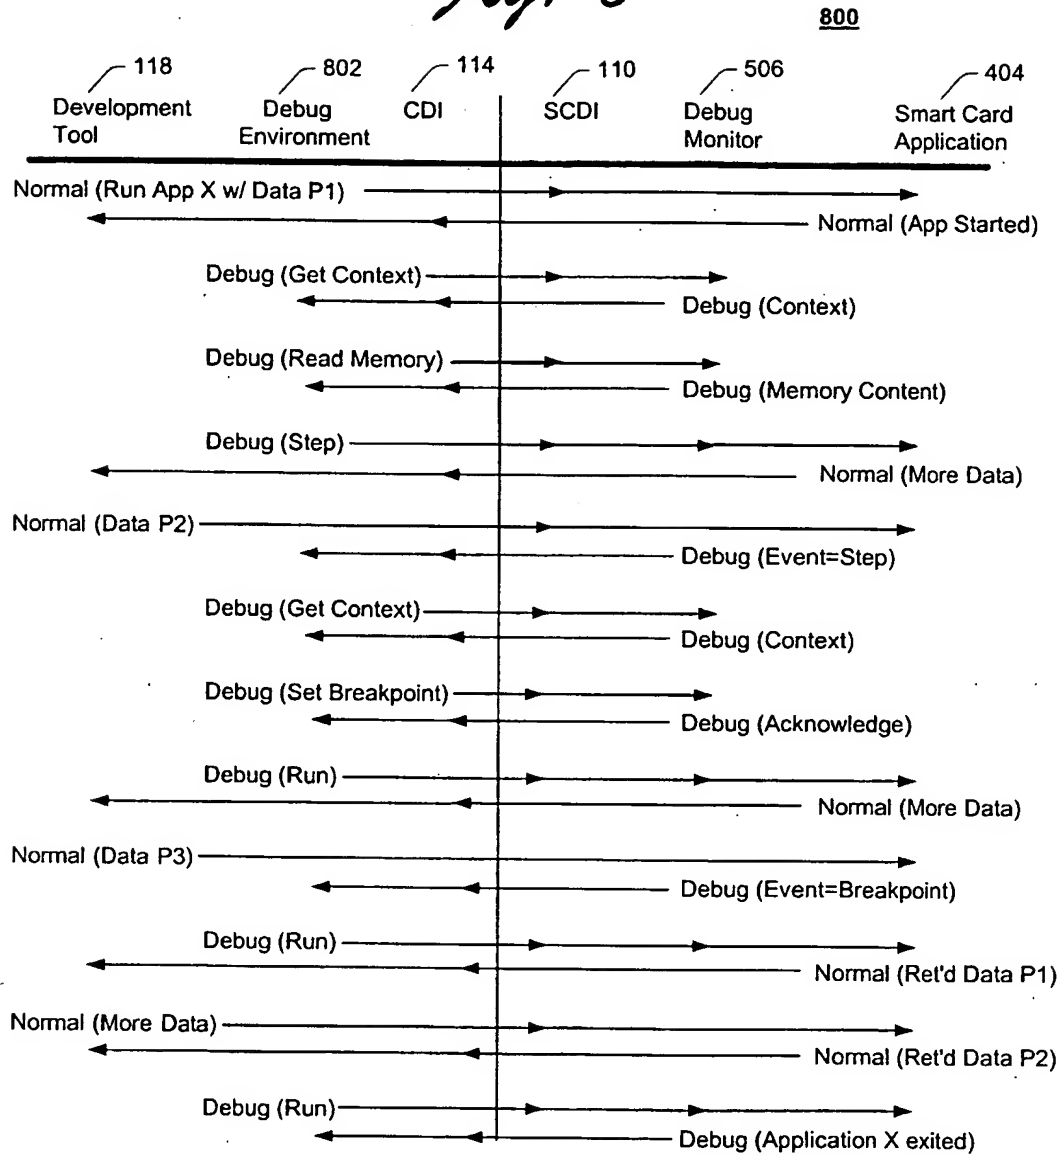 800
118 802 114 110 506 404
Development Tool
Debug Environment
CDI
SCDI
Debug Monitor
Smart Card Application
Normal (Run App X w/ Data P1)
Normal (App Started)
Debug (Get Context)
Debug (Context)
Debug (Read Memory)
Debug (Memory Content)
Debug (Step)
Normal (More Data)
Normal (Data P2)
Debug (Event=Step)
Debug (Get Context)
Debug (Context)
Debug (Set Breakpoint)
Debug (Acknowledge)
Debug (Run)
Normal (More Data)
Normal (Data P3)
Debug (Event=Breakpoint)
Debug (Run)
Normal (Ret'd Data P1)
Normal (More Data)
Normal (Ret'd Data P2)
Debug (Run)
Debug (Application X exited)